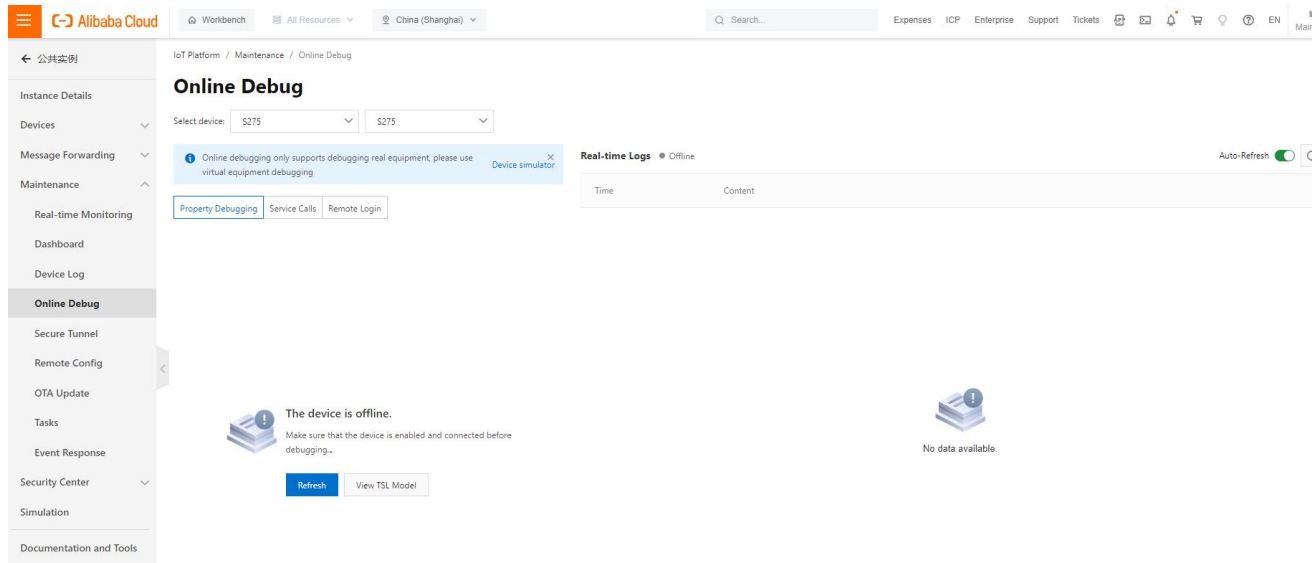 Alibaba Cloud
Workbench
All Resources
China (Shanghai)
Search...
Expenses ICP Enterprise Support Tickets EN
公共实例
Instance Details
Devices
Message Forwarding
Maintenance
Real-time Monitoring
Dashboard
Device Log
Online Debug
Secure Tunnel
Remote Config
OTA Update
Tasks
Event Response
Security Center
Simulation
Documentation and Tools
IoT Platform / Maintenance / Online Debug
Online Debug
Select device: S275 S275
Online debugging only supports debugging real equipment, please use
virtual equipment debugging
Device simulator
Property Debugging Service Calls Remote Login
The device is offline.
Make sure that the device is enabled and connected before
debugging.。
Refresh View TSL Model
Real-time Logs Offline
Auto-Refresh
Time Content
No data available.